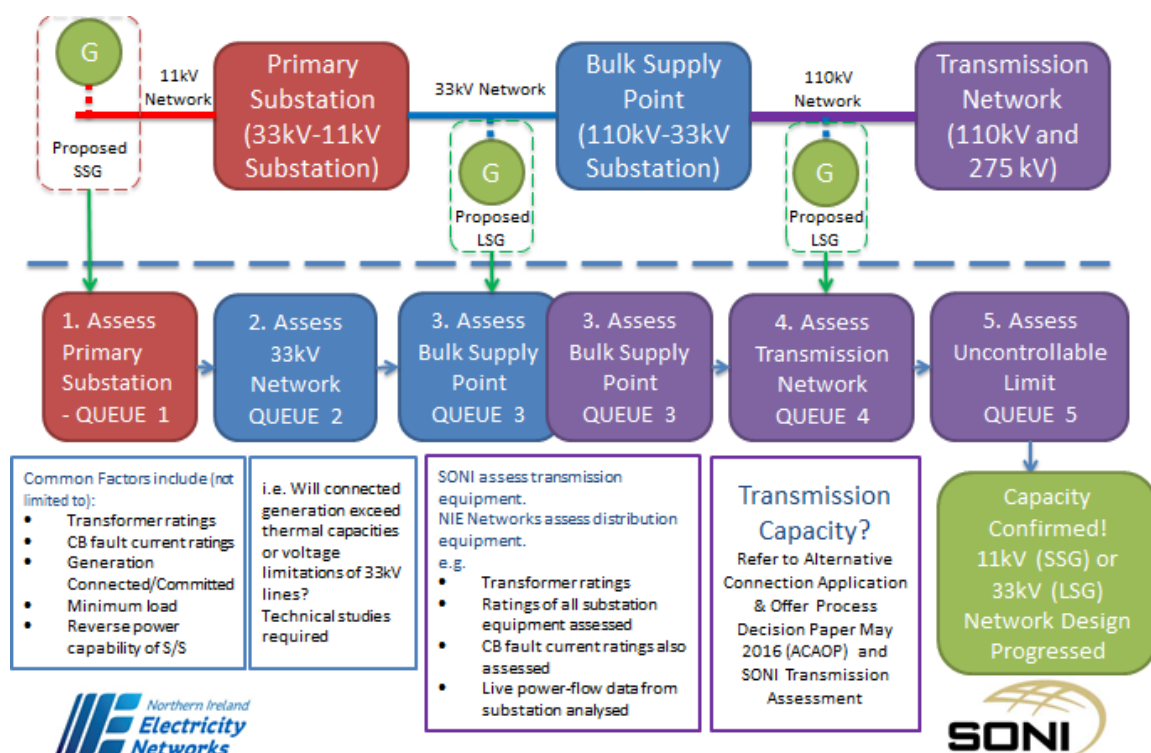 G
11kV
Network
Proposed
SSG
Primary
Substation
(33kV-11kV
Substation)
33kV Network
G
Proposed
LSG
Bulk Supply
Point
(110kV-33kV
Substation)
110kV
Network
G
Proposed
LSG
Transmission
Network
(110kV and
275 kV)
1. Assess
Primary
Substation
- QUEUE 1
2. Assess
33kV
Network
QUEUE 2
3. Assess
Bulk Supply
Point
QUEUE 3
3. Assess
Bulk Supply
Point
QUEUE 3
4. Assess
Transmission
Network
QUEUE 4
5. Assess
Uncontrollable
Limit
QUEUE 5
Common Factors include (not
limited to):
• Transformer ratings
• CB fault current ratings
• Generation
Connected/Committed
• Minimum load
• Reverse power
capability of S/S
i.e. Will connected
generation exceed
thermal capacities
or voltage
limitations of 33kV
lines?
Technical studies
required
SONI assess transmission
equipment.
NIE Networks assess distribution
equipment.
e.g.
• Transformer ratings
• Ratings of all substation
equipment assessed
• CB fault current ratings also
assessed
• Live power-flow data from
substation analysed
Transmission
Capacity?
Refer to Alternative
Connection Application
& Offer Process
Decision Paper May
2016 (ACAOP) and
SONI Transmission
Assessment
Capacity
Confirmed!
11kV (SSG) or
33kV (LSG)
Network Design
Progressed
Northern Ireland
Electricity
Networks
SONI